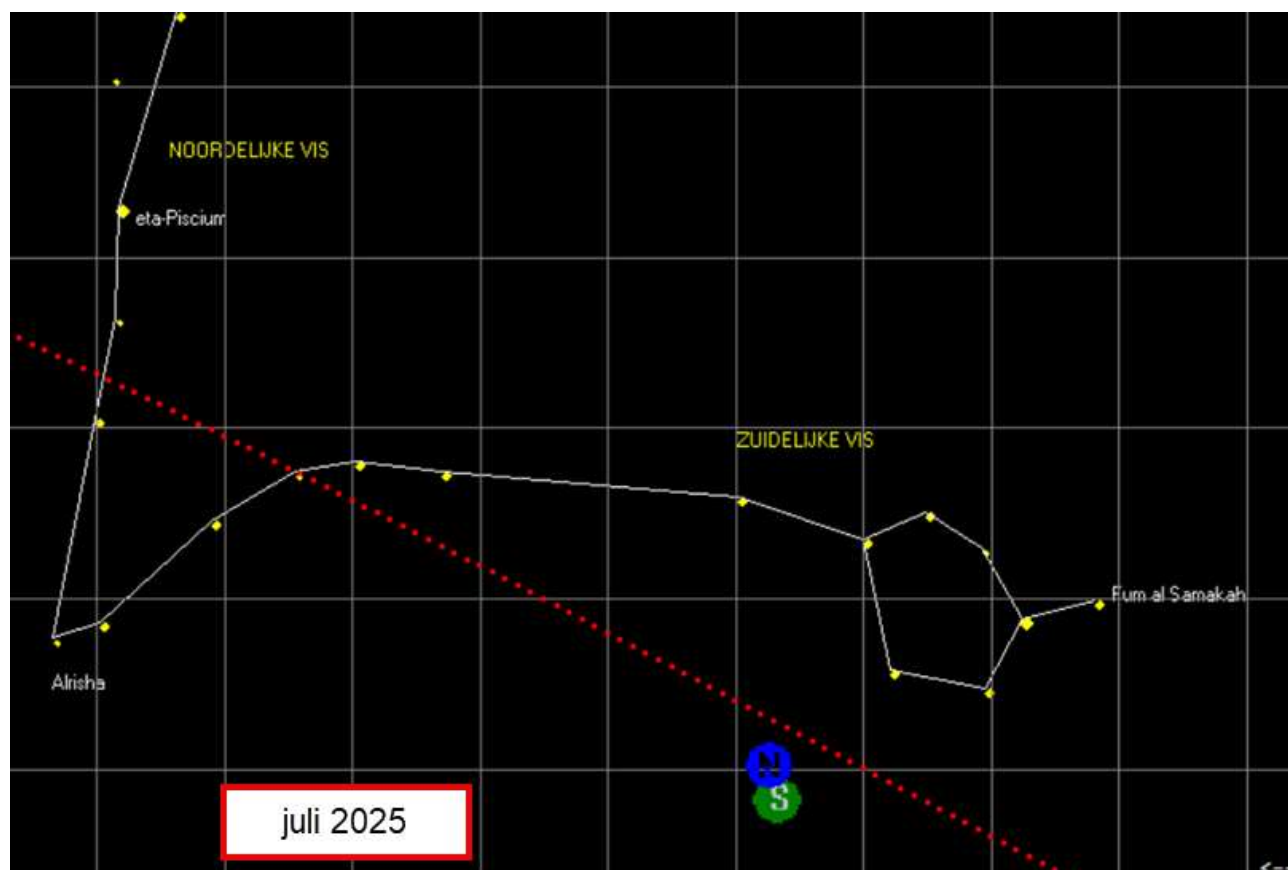 NOORDELIJKE VIS
eta-Piscium
ZUIDELIJKE VIS
Fum al Samakah
Alrisha
N
S
juli 2025